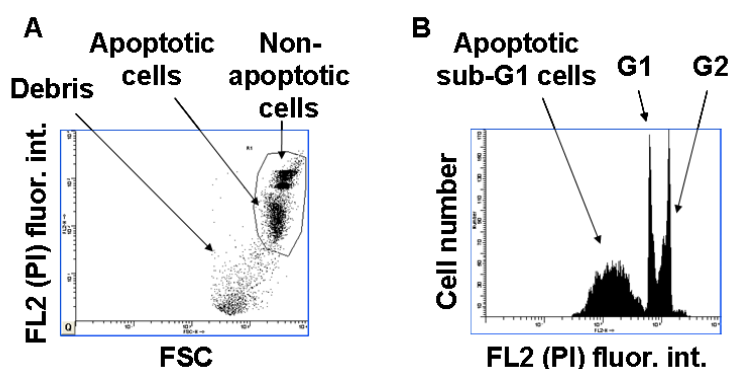 A
Apoptotic
cells
Non-
apoptotic
cells
Debris
FL2 (PI) fluor. int.
FSC
B
Apoptotic
sub-G1 cells
G1
G2
Cell number
FL2 (PI) fluor. int.